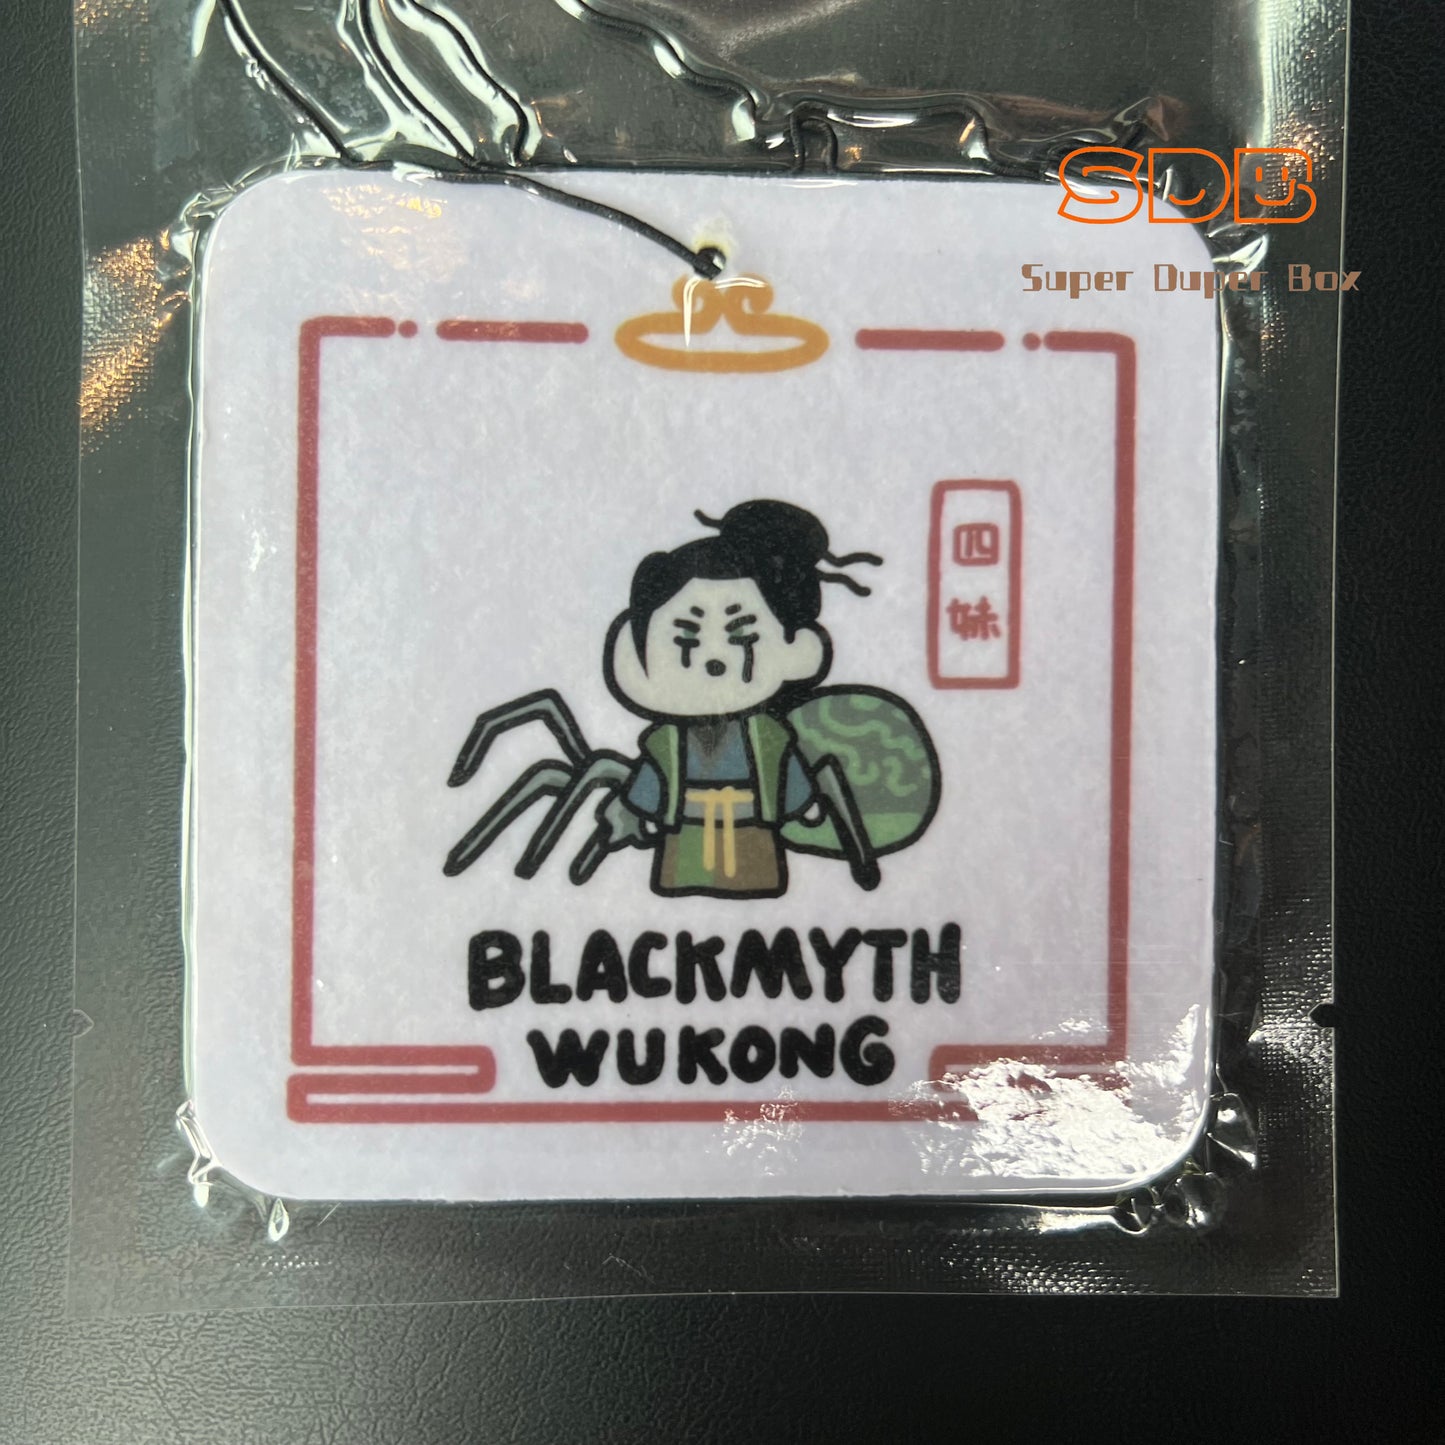 SDB
Super Duper Box
四
妹
BLACKMYTH
WUKONG